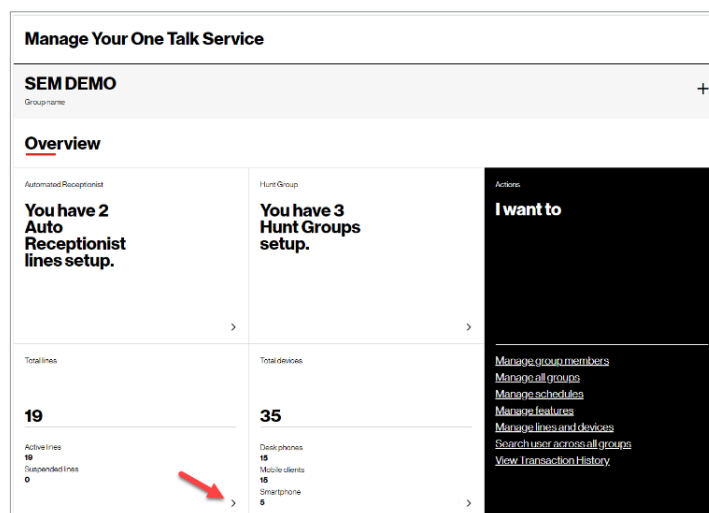 Manage Your One Talk Service
SEM DEMO
Group name
Overview
Automated Receptionist
You have 2
Auto
Receptionist
lines setup.
Hunt Group
You have 3
Hunt Groups
setup.
Actions
I want to
Total lines
19
Active lines
19
Suspended lines
0
Total devices
35
Desk phones
15
Mobile clients
15
Smartphone
5
Manage group members
Manage all groups
Manage schedules
Manage features
Manage lines and devices
Search user across all groups
View Transaction History